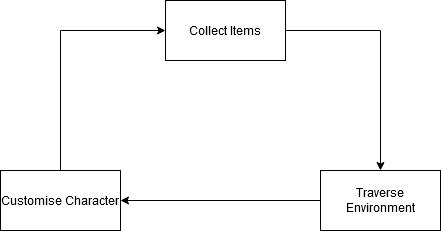 Collect Items
Customise Character
Traverse
Environment